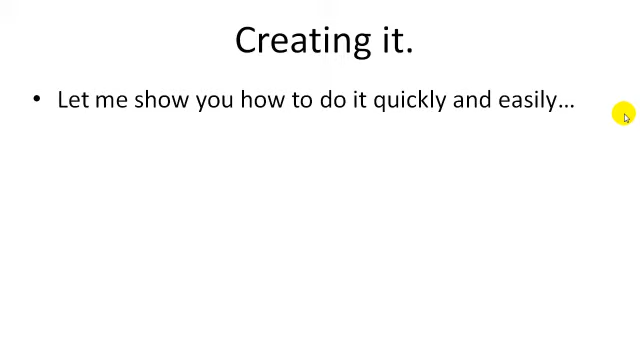 Creating it.
• Let me show you how to do it quickly and easily…